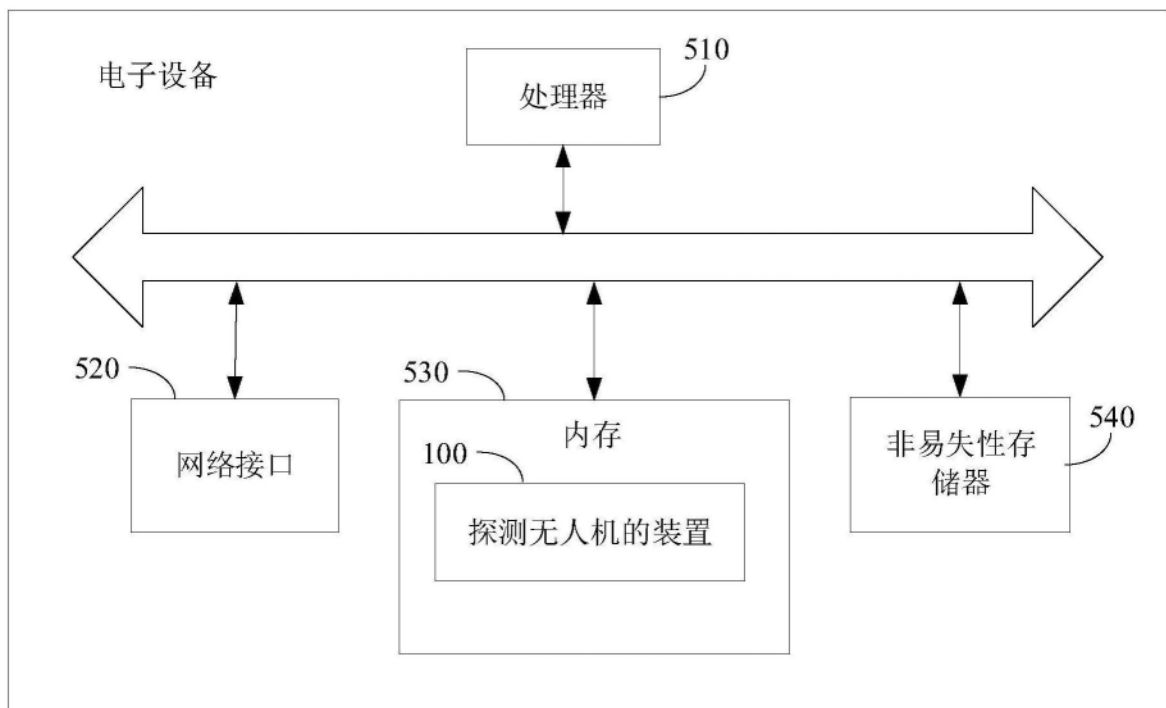 电子设备
处理器
510
520
网络接口
530
内存
100
探测无人机的装置
非易失性存
储器
540